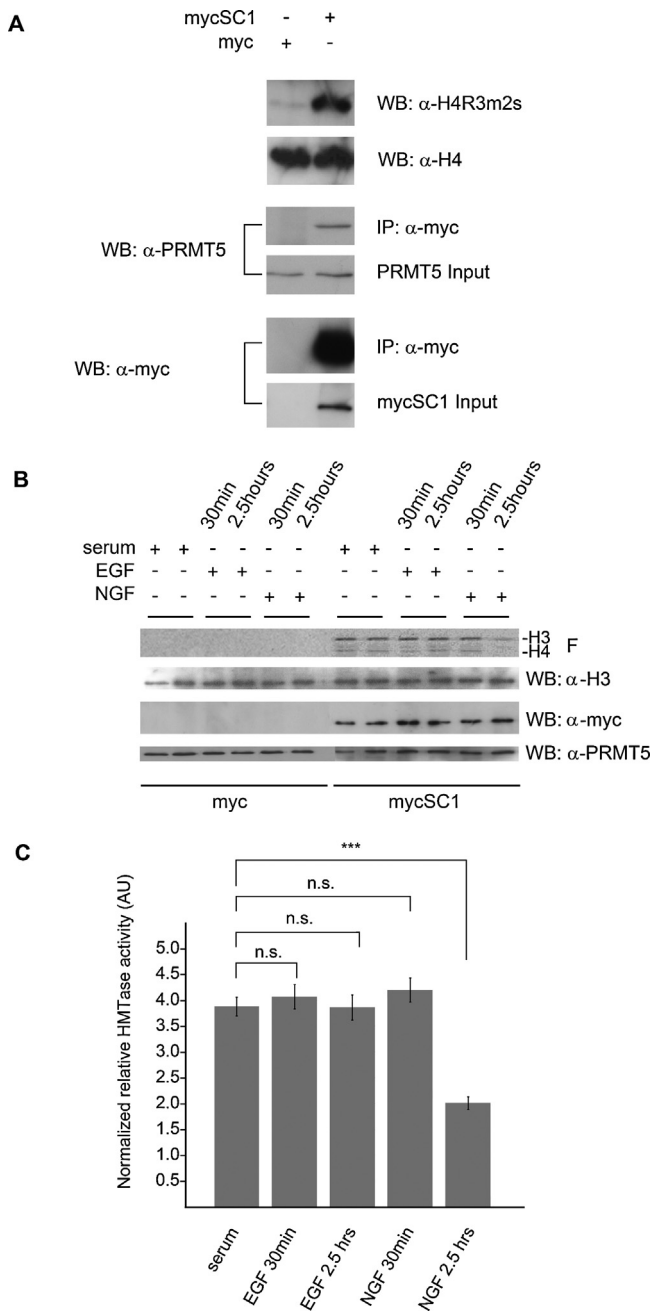 A
mycSC1 - +
myc + -
WB: α-H4R3m2s
WB: α-H4
IP: α-myc
WB: α-PRMT5
PRMT5 Input
IP: α-myc
WB: α-myc
mycSC1 Input
B
30min 2.5hours 30min 2.5hours 30min 2.5hours 30min 2.5hours
serum + + - - - - + + - - - -
EGF - - + + - - - - + + - -
NGF - - - - + + - - - - + +
-H3
-H4 F
WB: α-H3
WB: α-myc
WB: α-PRMT5
myc mycSC1
C
***
n.s.
n.s.
n.s.
Normalized relative HMTase activity (AU)
5.0
4.5
4.0
3.5
3.0
2.5
2.0
1.5
1.0
0.5
serum
EGF 30min
EGF 2.5 hrs
NGF 30min
NGF 2.5 hrs